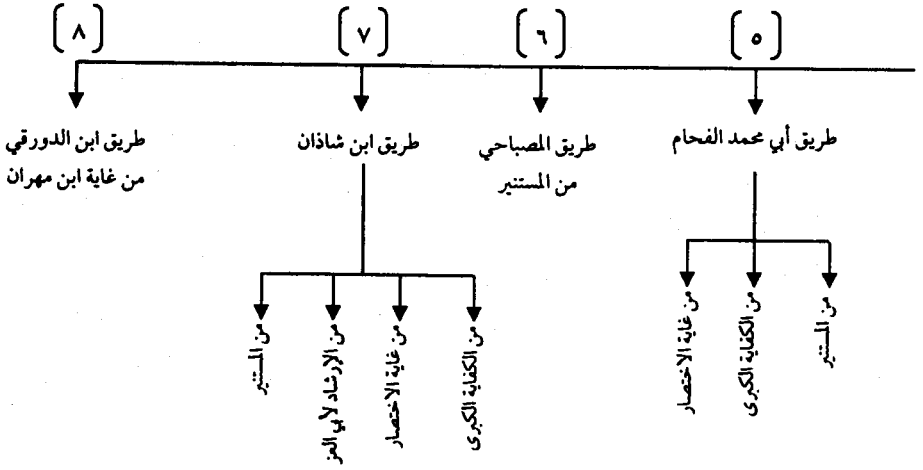 (٥)
(٦)
(٧)
(٨)
طريق أبي محمد الفحام
طريق المصباحي
من المستنير
طريق ابن شاذان
طريق ابن الدورقي
من غاية ابن مهران
من المستنير
من الكفاية الكبرى
من غاية الاختصار
من الكفاية الكبرى
من غاية الاختصار
من الإرشاد لأبي العز
من المستنير